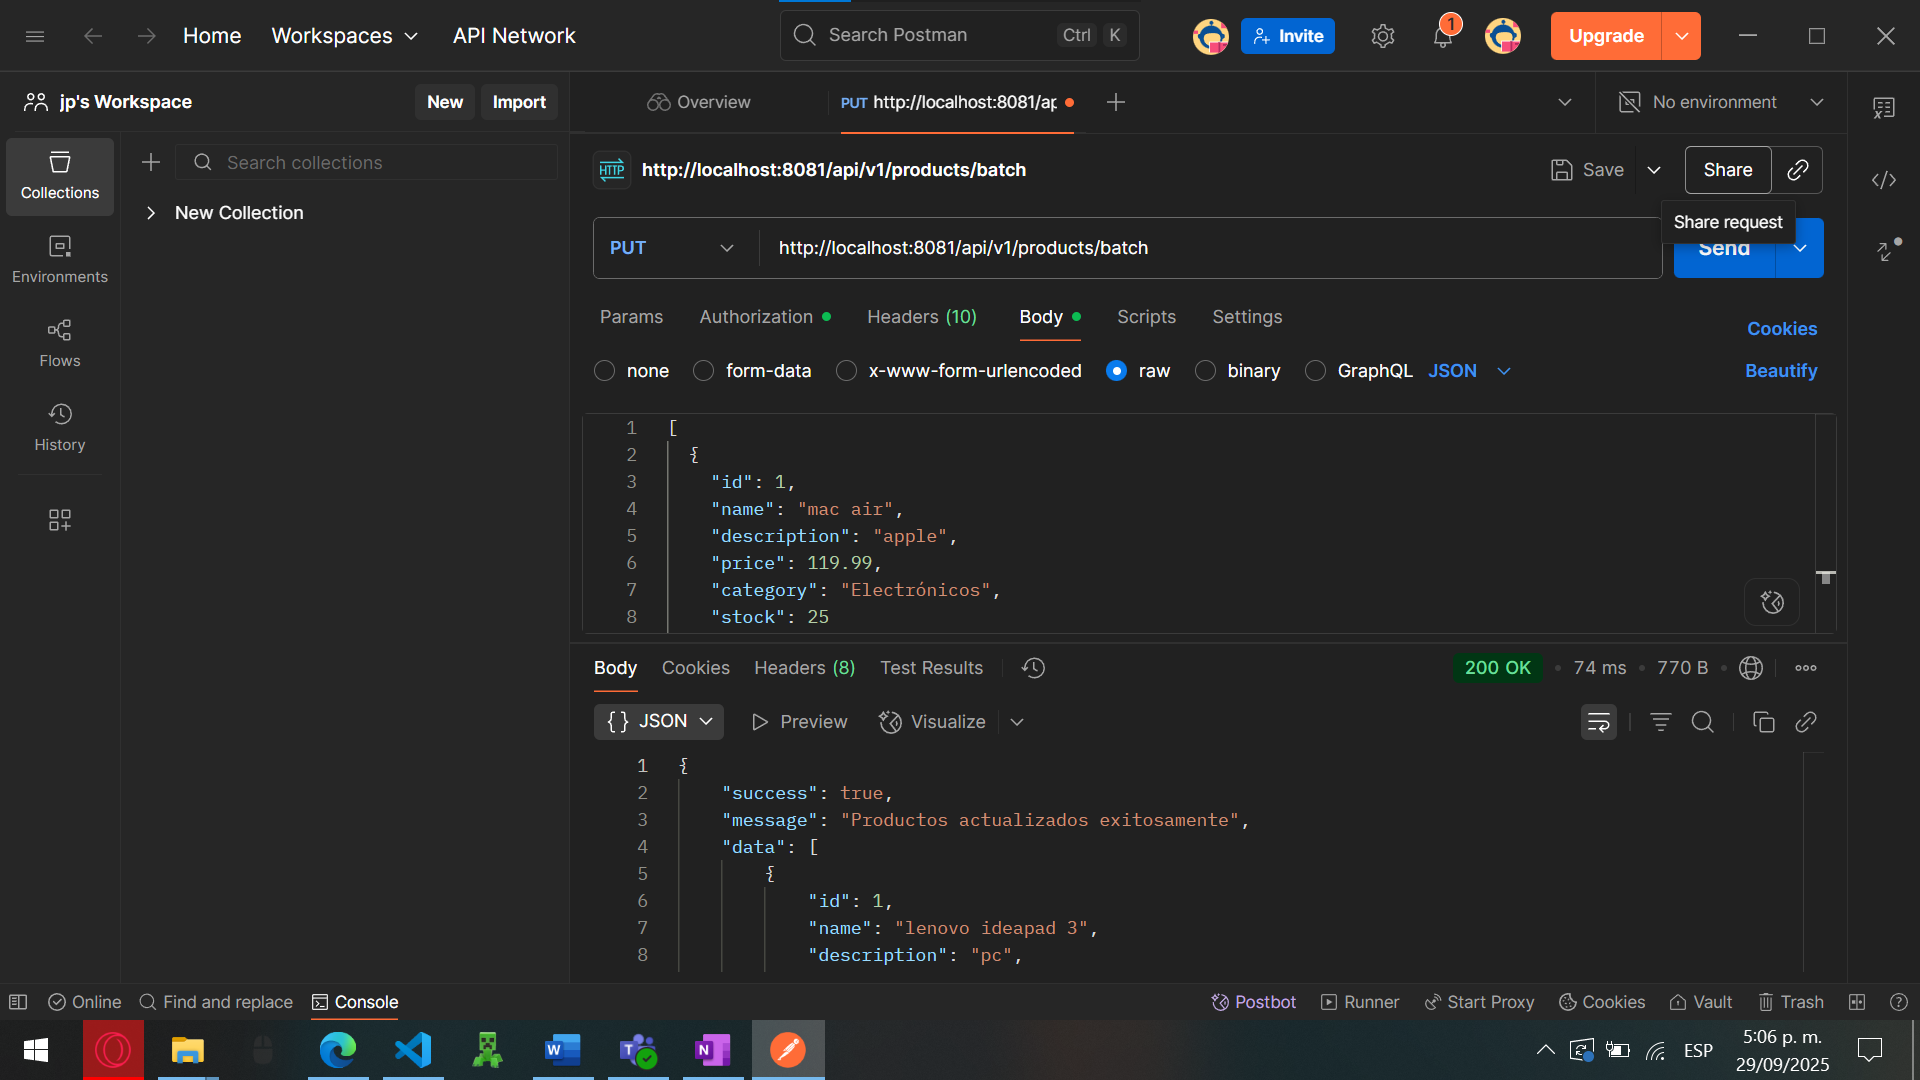 Home
Workspaces
API Network
Search Postman
Ctrl
K
Invite
1
Upgrade
jp's Workspace
New
Import
Overview
PUT http://localhost:8081/ap
No environment
Collections
Search collections
New Collection
http://localhost:8081/api/v1/products/batch
Save
Share
Share request
PUT
http://localhost:8081/api/v1/products/batch
Send
Environments
Flows
History
Params
Authorization
Headers (10)
Body
Scripts
Settings
Cookies
none
form-data
x-www-form-urlencoded
raw
binary
GraphQL
JSON
Beautify
1 [
2 {
3 "id": 1,
4 "name": "mac air",
5 "description": "apple",
6 "price": 119.99,
7 "category": "Electrónicos",
8 "stock": 25
Body
Cookies
Headers (8)
Test Results
200 OK
74 ms
770 B
{} JSON
Preview
Visualize
1 {
2 "success": true,
3 "message": "Productos actualizados exitosamente",
4 "data": [
5 {
6 "id": 1,
7 "name": "lenovo ideapad 3",
8 "description": "pc",
Online
Find and replace
Console
Postbot
Runner
Start Proxy
Cookies
Vault
Trash
ESP
5:06 p. m.
29/09/2025